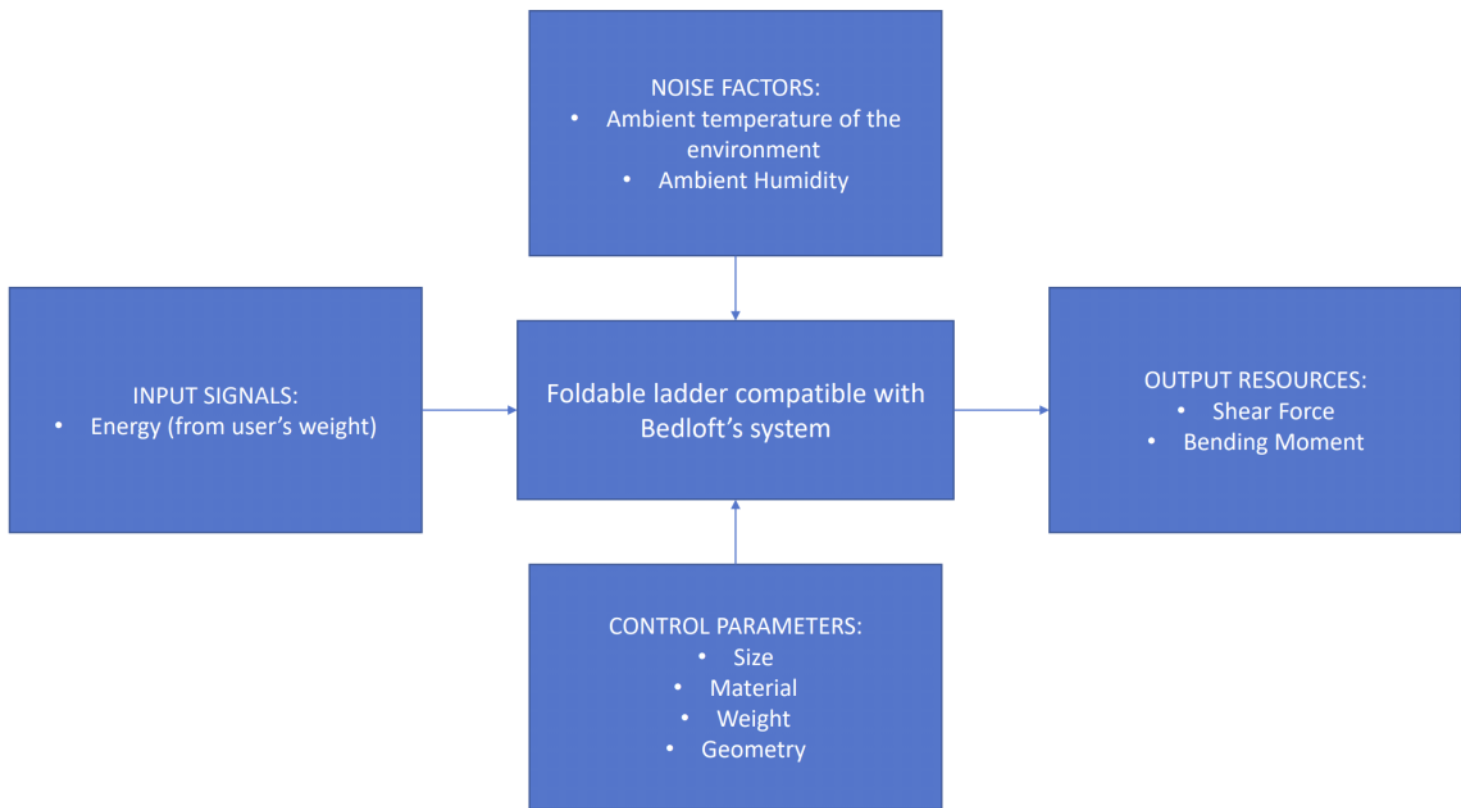 NOISE FACTORS:
• Ambient temperature of the
environment
• Ambient Humidity
INPUT SIGNALS:
• Energy (from user's weight)
Foldable ladder compatible with
Bedloft's system
OUTPUT RESOURCES:
• Shear Force
• Bending Moment
CONTROL PARAMETERS:
• Size
• Material
• Weight
• Geometry